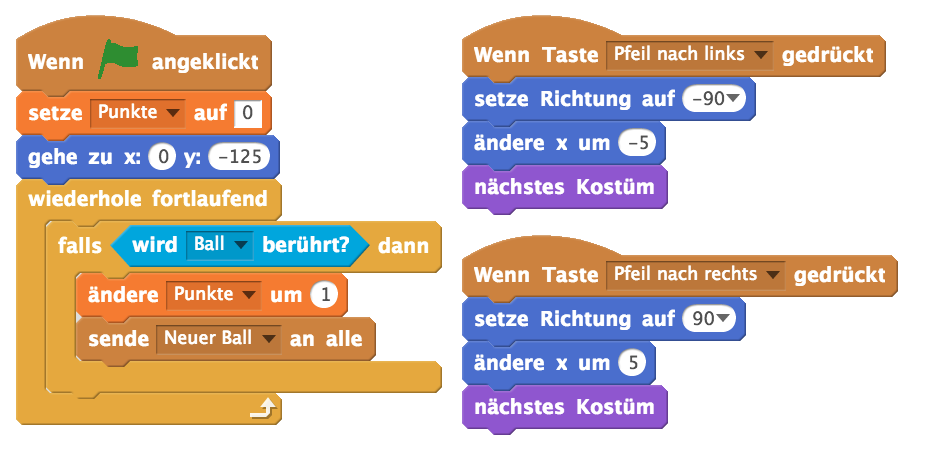 Wenn angeklickt
setze Punkte auf 0
gehe zu x: 0 y: -125
wiederhole fortlaufend
falls wird Ball berührt? dann
ändere Punkte um 1
sende Neuer Ball an alle
Wenn Taste Pfeil nach links gedrückt
setze Richtung auf -90
ändere x um -5
nächstes Kostüm
Wenn Taste Pfeil nach rechts gedrückt
setze Richtung auf 90
ändere x um 5
nächstes Kostüm